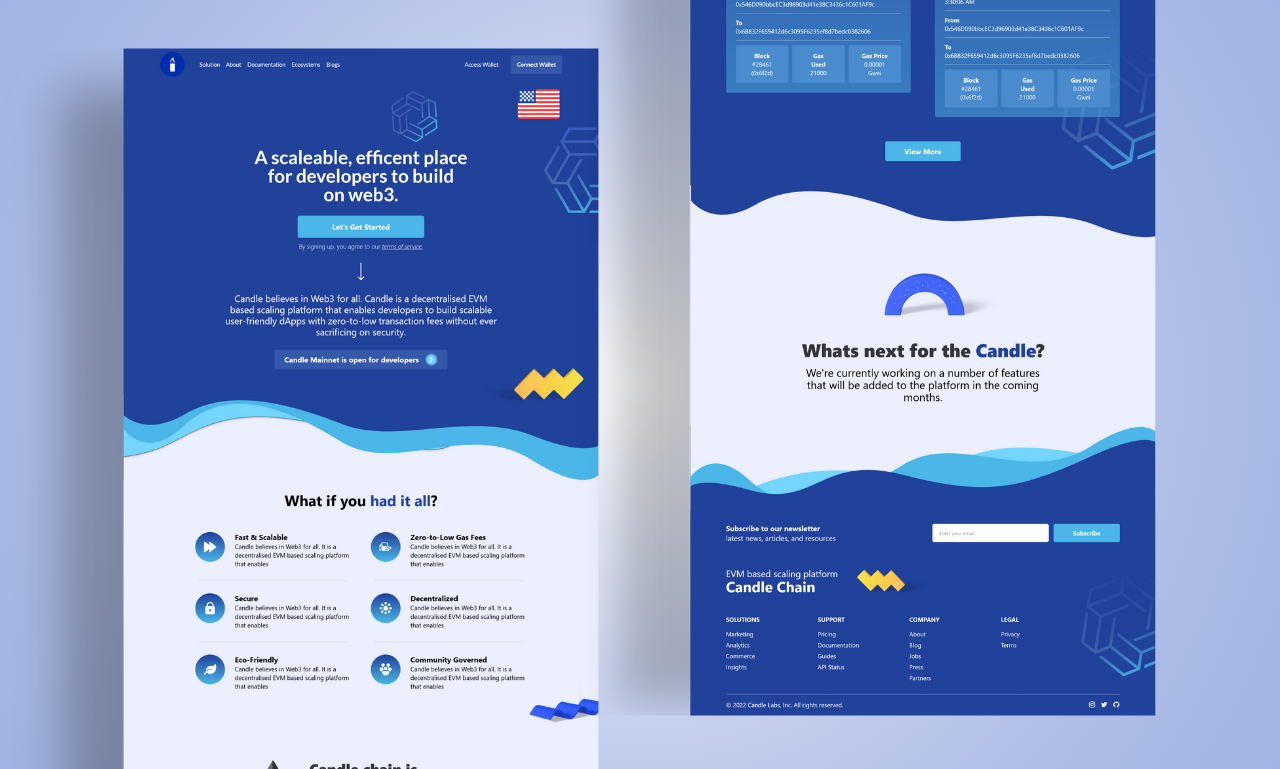 Solution About Documentation Ecosystems Blogs
Access Wallet
Connect Wallet
A scaleable, efficent place
for developers to build
on web3.
Let's Get Started
By signing up, you agree to our terms of service
Candle believes in Web3 for all. Candle is a decentralised EVM
based scaling platform that enables developers to build scalable
user-friendly dApps with zero-to-low transaction fees without ever
sacrificing on security.
Candle Mainnet is open for developers
What if you had it all?
Fast & Scalable
Candle believes in Web3 for all. It is a
decentralised EVM based scaling platform
that enables
Zero-to-Low Gas Fees
Candle believes in Web3 for all. It is a
decentralised EVM based scaling platform
that enables
Secure
Candle believes in Web3 for all. It is a
decentralised EVM based scaling platform
that enables
Decentralized
Candle believes in Web3 for all. It is a
decentralised EVM based scaling platform
that enables
Eco-Friendly
Candle believes in Web3 for all. It is a
decentralised EVM based scaling platform
that enables
Community Governed
Candle believes in Web3 for all. It is a
decentralised EVM based scaling platform
that enables
Candle chain is
0x546D090bbcEC3d96903d41e38C3436c1C601AF9c
To
0x6B832F659412d6c3095F6235ef8d7bedc0382606
Block
#28461
(0x6f2d)
Gas
Used
21000
Gas Price
0.00001
Gwei
3:30:06 AM
From
0x546D090bbcEC3d96903d41e38C3436c1C601AF9c
To
0x6B832F659412d6c3095F6235ef8d7bedc0382606
Block
#28461
(0x6f2d)
Gas
Used
21000
Gas Price
0.00001
Gwei
View More
Whats next for the Candle?
We're currently working on a number of features
that will be added to the platform in the coming
months.
Subscribe to our newsletter
latest news, articles, and resources
Enter your email
Subscribe
EVM based scaling platform
Candle Chain
SOLUTIONS
Marketing
Analytics
Commerce
Insights
SUPPORT
Pricing
Documentation
Guides
API Status
COMPANY
About
Blog
Jobs
Press
Partners
LEGAL
Privacy
Terms
© 2022 Candle Labs, Inc. All rights reserved.